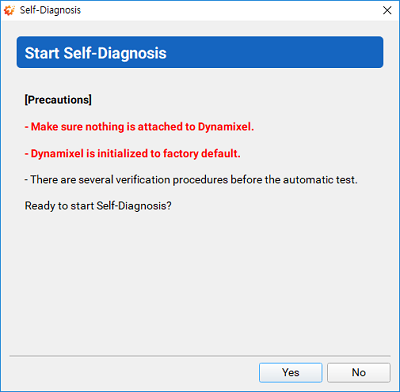 Self-Diagnosis
Start Self-Diagnosis
[Precautions]
- Make sure nothing is attached to Dynamixel.
- Dynamixel is initialized to factory default.
- There are several verification procedures before the automatic test.
Ready to start Self-Diagnosis?
Yes
No